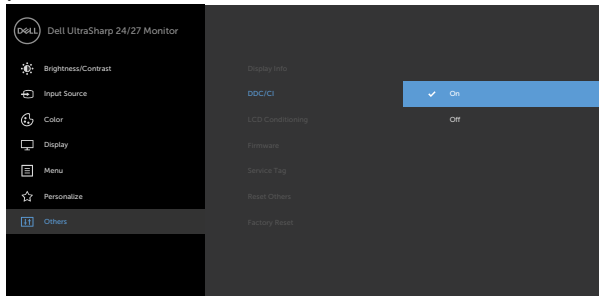 DELL
Dell UltraSharp 24/27 Monitor
Brightness/Contrast
Display Info
Input Source
DDC/CI
On
Color
LCD Conditioning
Off
Display
Firmware
Menu
Service Tag
Personalize
Reset Others
Others
Factory Reset